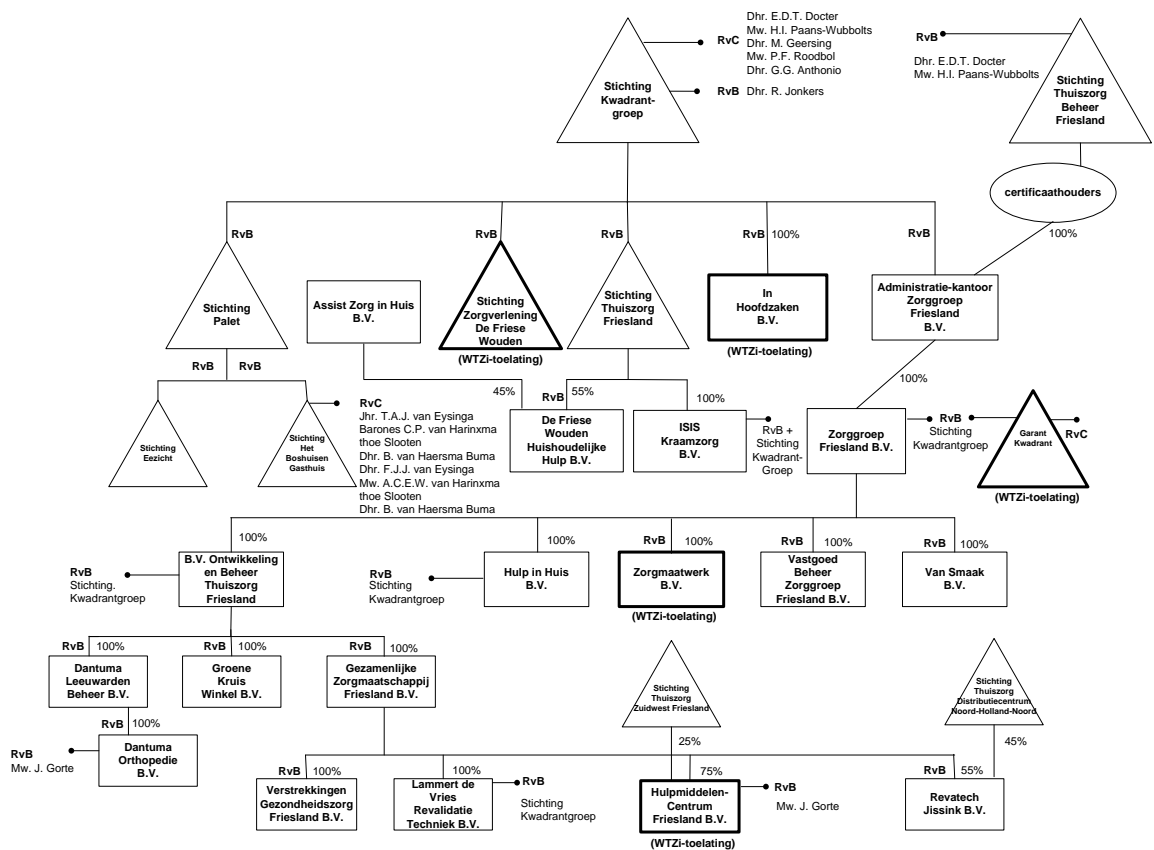 Dhr. E.D.T. Docter
Mw. H.I. Paans-Wubbolts
RvC
Dhr. M. Geersing
Mw. P.F. Roodbol
Dhr. G.G. Anthonio
RvB Dhr. R. Jonkers
Stichting
Kwadrant-
groep
RvB
Dhr. E.D.T. Docter
Mw. H.I. Paans-Wubbolts
Stichting
Thuiszorg
Beheer
Friesland
certificaathouders
100%
RvB
RvB
RvB
RvB
100%
RvB
Stichting
Palet
Assist Zorg in Huis
B.V.
Stichting
Zorgverlening
De Friese
Wouden
(WTZi-toelating)
Stichting
Thuiszorg
Friesland
In
Hoofdzaken
B.V.
(WTZi-toelating)
Administratie-kantoor
Zorggroep
Friesland
B.V.
RvB
RvB
45%
RvB
55%
100%
100%
Stichting
Eezicht
Stichting
Het
Boshuisen
Gasthuis
RvC
Jhr. T.A.J. van Eysinga
Barones C.P. van Harinxma
thoe Slooten
Dhr. B. van Haersma Buma
Dhr. F.J.J. van Eysinga
Mw. A.C.E.W. van Harinxma
thoe Slooten
Dhr. B. van Haersma Buma
De Friese
Wouden
Huishoudelijke
Hulp B.V.
ISIS
Kraamzorg
B.V.
RvB +
Stichting
Kwadrant-
Groep
Zorggroep
Friesland B.V.
RvB
Stichting
Kwadrantgroep
Garant
Kwadrant
RvC
(WTZi-toelating)
100%
100%
RvB
100%
RvB
100%
RvB
100%
RvB
Stichting.
Kwadrantgroep
B.V. Ontwikkeling
en Beheer
Thuiszorg
Friesland
RvB
Stichting
Kwadrantgroep
Hulp in Huis
B.V.
Zorgmaatwerk
B.V.
(WTZi-toelating)
Vastgoed
Beheer
Zorggroep
Friesland B.V.
Van Smaak
B.V.
RvB
100%
RvB
100%
RvB
100%
Dantuma
Leeuwarden
Beheer B.V.
Groene
Kruis
Winkel B.V.
Gezamenlijke
Zorgmaatschappij
Friesland B.V.
Stichting
Thuiszorg
Zuidwest Friesland
Stichting
Thuiszorg
Distributiecentrum
Noord-Holland-Noord
RvB
100%
25%
45%
RvB
Mw. J. Gorte
Dantuma
Orthopedie
B.V.
RvB
100%
100%
75%
RvB
55%
Verstrekkingen
Gezondheidszorg
Friesland B.V.
Lammert de
Vries
Revalidatie
Techniek B.V.
RvB
Stichting
Kwadrantgroep
Hulpmiddelen-
Centrum
Friesland B.V.
(WTZi-toelating)
RvB
Mw. J. Gorte
Revatech
Jissink B.V.